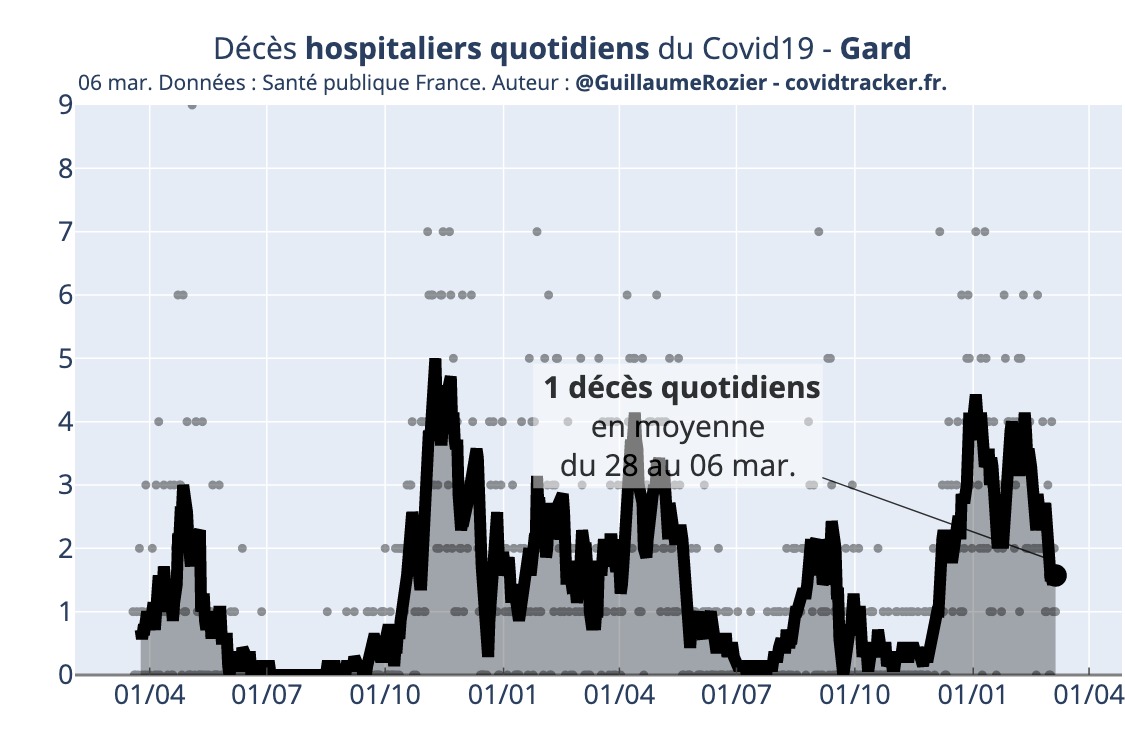 Décès hospitaliers quotidiens du Covid19 - Gard
06 mar. Données : Santé publique France. Auteur : @GuillaumeRozier - covidtracker.fr.
9
8
7
6
5
4
3
2
1
0
1 décès quotidiens
en moyenne
du 28 au 06 mar.
01/04 01/07 01/10 01/01 01/04 01/07 01/10 01/01 01/04